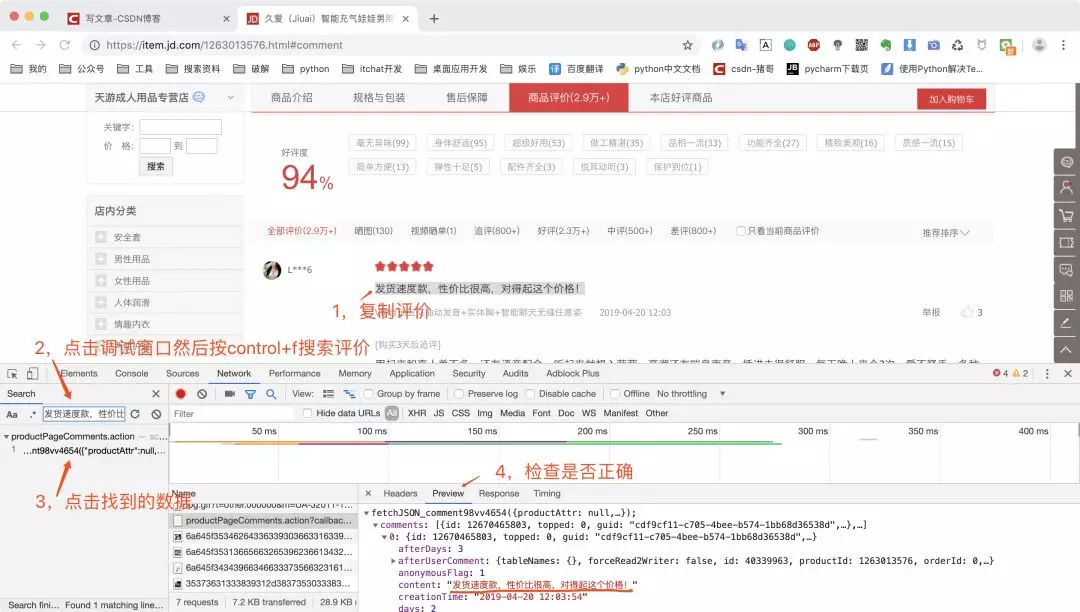 写文章-CSDN博客
久爱（Jiuai）智能充气娃娃男用
https://item.jd.com/1263013576.html#comment
我的 公众号 工具 搜索资料 破解 python itchat开发 桌面应用开发 娱乐 百度翻译 python中文文档 csdn-猪哥 pycharm下载页 使用Python解决Te...
天游成人用品专营店
商品介绍 规格与包装 售后保障 商品评价(2.9万+) 本店好评商品 加入购物车
关键字：
价 格： 到
搜索
好评度
94%
毫无异味(99) 身体舒适(95) 超级好用(53) 做工精湛(35) 品相一流(33) 功能齐全(27) 精致美观(16) 质感一流(15)
简单方便(13) 弹性十足(5) 配件齐全(3) 悦耳动听(3) 保护到位(1)
店内分类
安全套
男性用品
女性用品
人体润滑
情趣内衣
全部评价(2.9万+) 晒图(130) 视频晒单(1) 追评(800+) 好评(2.3万+) 中评(500+) 差评(800+) 只看当前商品评价 推荐排序
L***6
发货速度款，性价比很高，对得起这个价格！
1，复制评价
动发音+实体胸+智能聊天无缝任意姿 2019-04-20 12:03 举报 3
[购买3天后追评]
2，点击调试窗口然后按control+f搜索评价
Elements Console Sources Network Performance Memory Application Security Audits Adblock Plus 4 2
Search
View: Group by frame Preserve log Disable cache Offline No throttling
Aa .* 发货速度款，性价比
Filter Hide data URLs All XHR JS CSS Img Media Font Doc WS Manifest Other
productPageComments.action — sc...
1 ...nt98vv4654({"productAttr":null,...
50 ms 100 ms 150 ms 200 ms 250 ms 300 ms 350 ms 400 ms
3，点击找到的数据
4，检查是否正确
Name
Headers Preview Response Timing
productPageComments.action?callbac...
6a645f35346264336339303663316339...
6a645f35313665663265396236613432...
6a645f343439663346633373566323161...
3537363133383931 2d3837353033383...
7 requests 7.2 KB transferred 28.9 KB
Search fini... Found 1 matching line...
fetchJSON_comment98vv4654({productAttr: null,…});
comments: [{id: 12670465803, topped: 0, guid: "cdf9cf11-c705-4bee-b574-1bb68d36538d",…},…]
0: {id: 12670465803, topped: 0, guid: "cdf9cf11-c705-4bee-b574-1bb68d36538d",…}
afterDays: 3
afterUserComment: {tableNames: {}, forceRead2Writer: false, id: 40339963, productId: 1263013576, orderId: 0,…}
anonymousFlag: 1
content: "发货速度款，性价比很高，对得起这个价格！"
creationTime: "2019-04-20 12:03:54"
days: 2